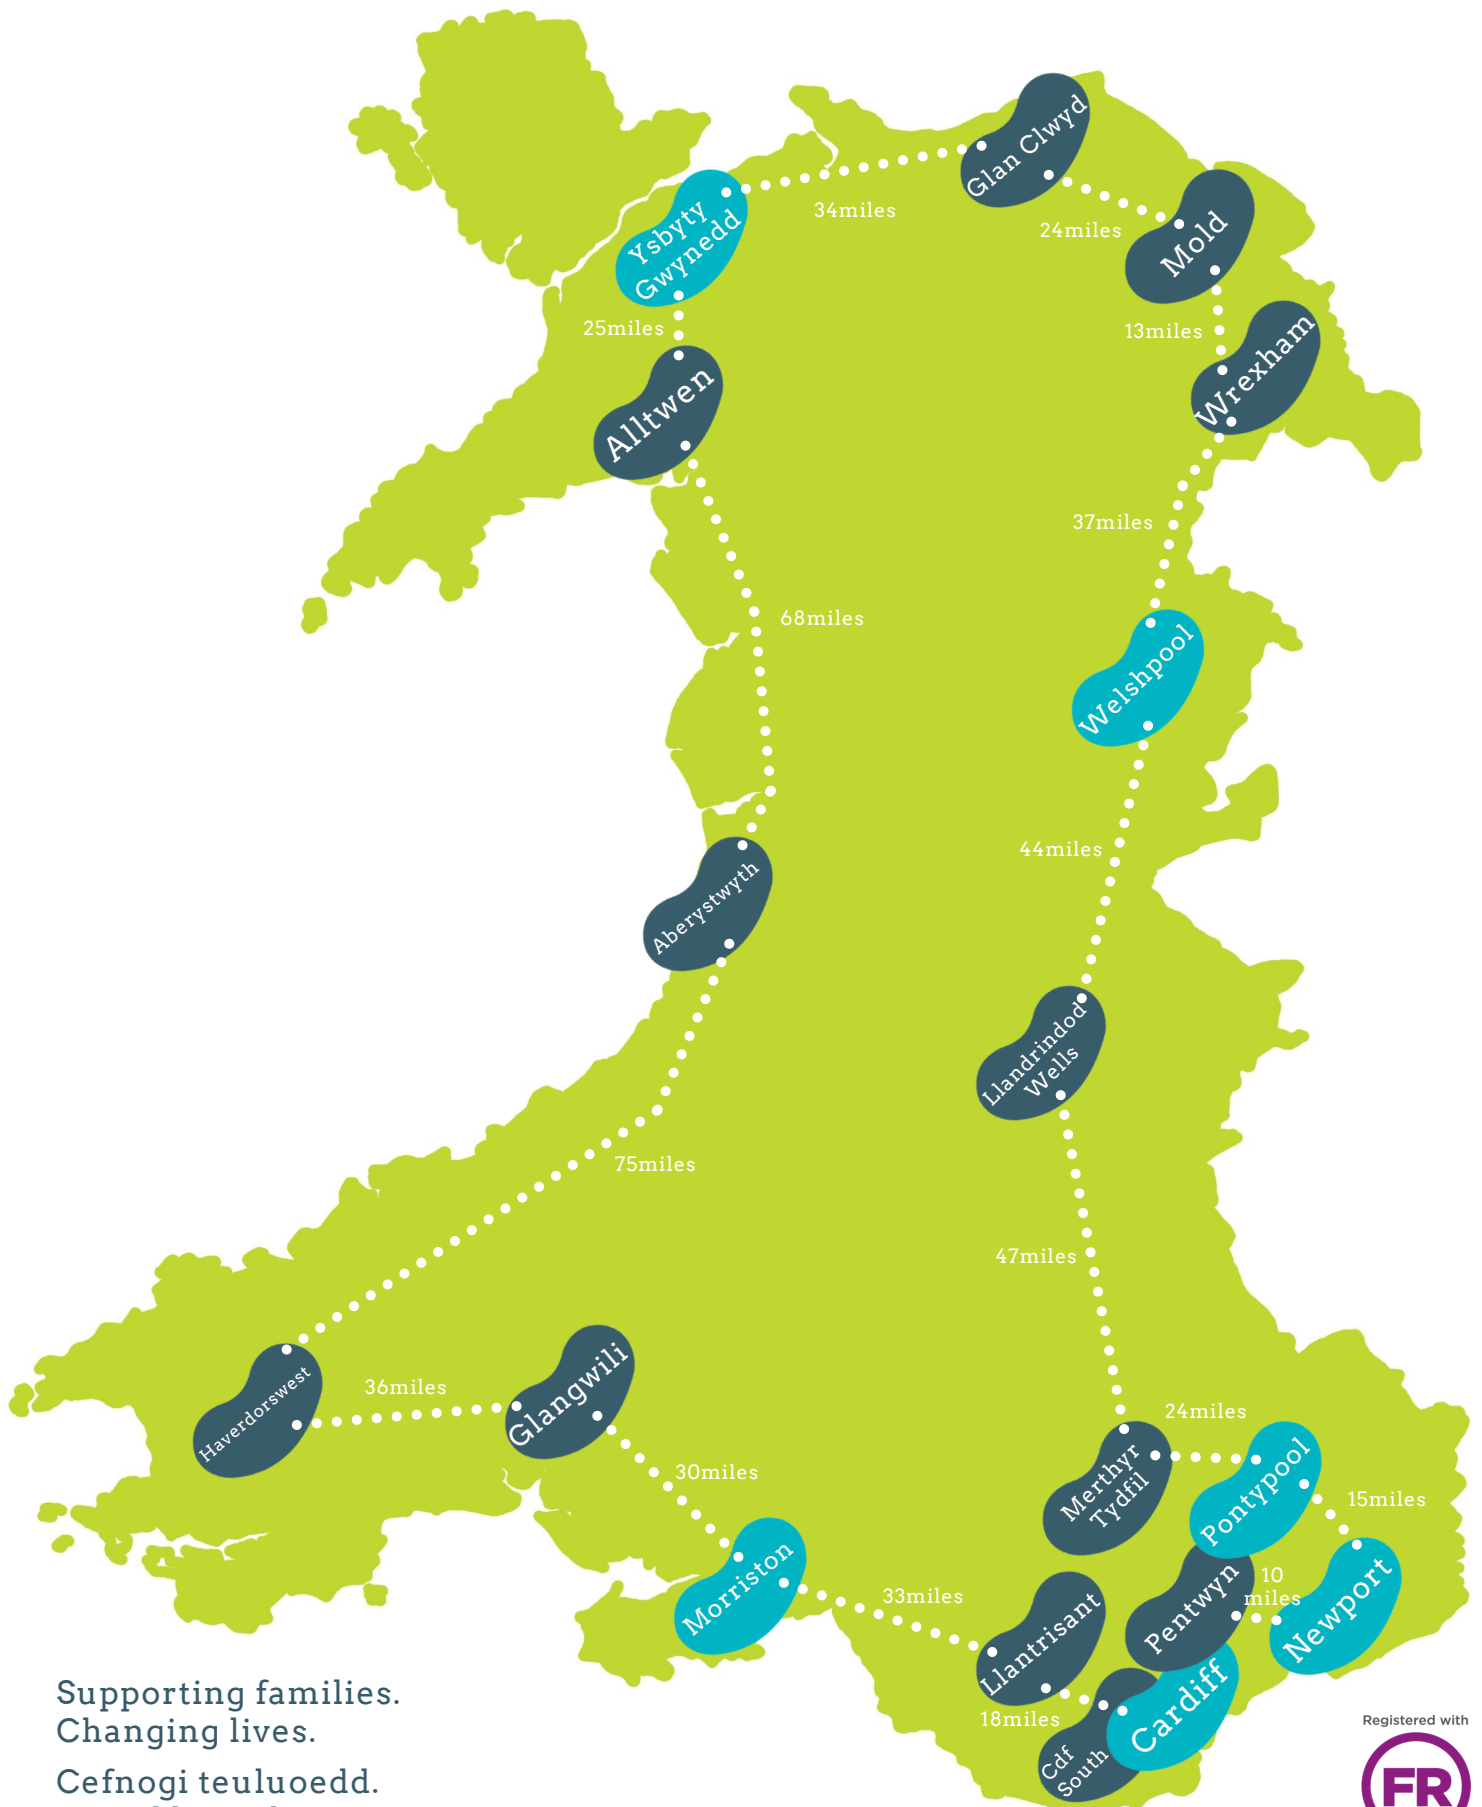 Glan Clwyd
34miles
Ysbyty
Gwynedd
24miles
Mold
25miles
13miles
Wrexham
Alltwen
37miles
68miles
Welshpool
44miles
Aberystwyth
Llandrindod
Wells
75miles
47miles
Haverdorswest
36miles
Glangwili
30miles
24miles
Merthyr
Tydfil
Pontypool
15miles
Morriston
33miles
Llantrisant
Pentwyn
10
miles
Newport
18miles
Cdf
South
Cardiff
Supporting families.
Changing lives.
Cefnogi teuluoedd.
Registered with
FR